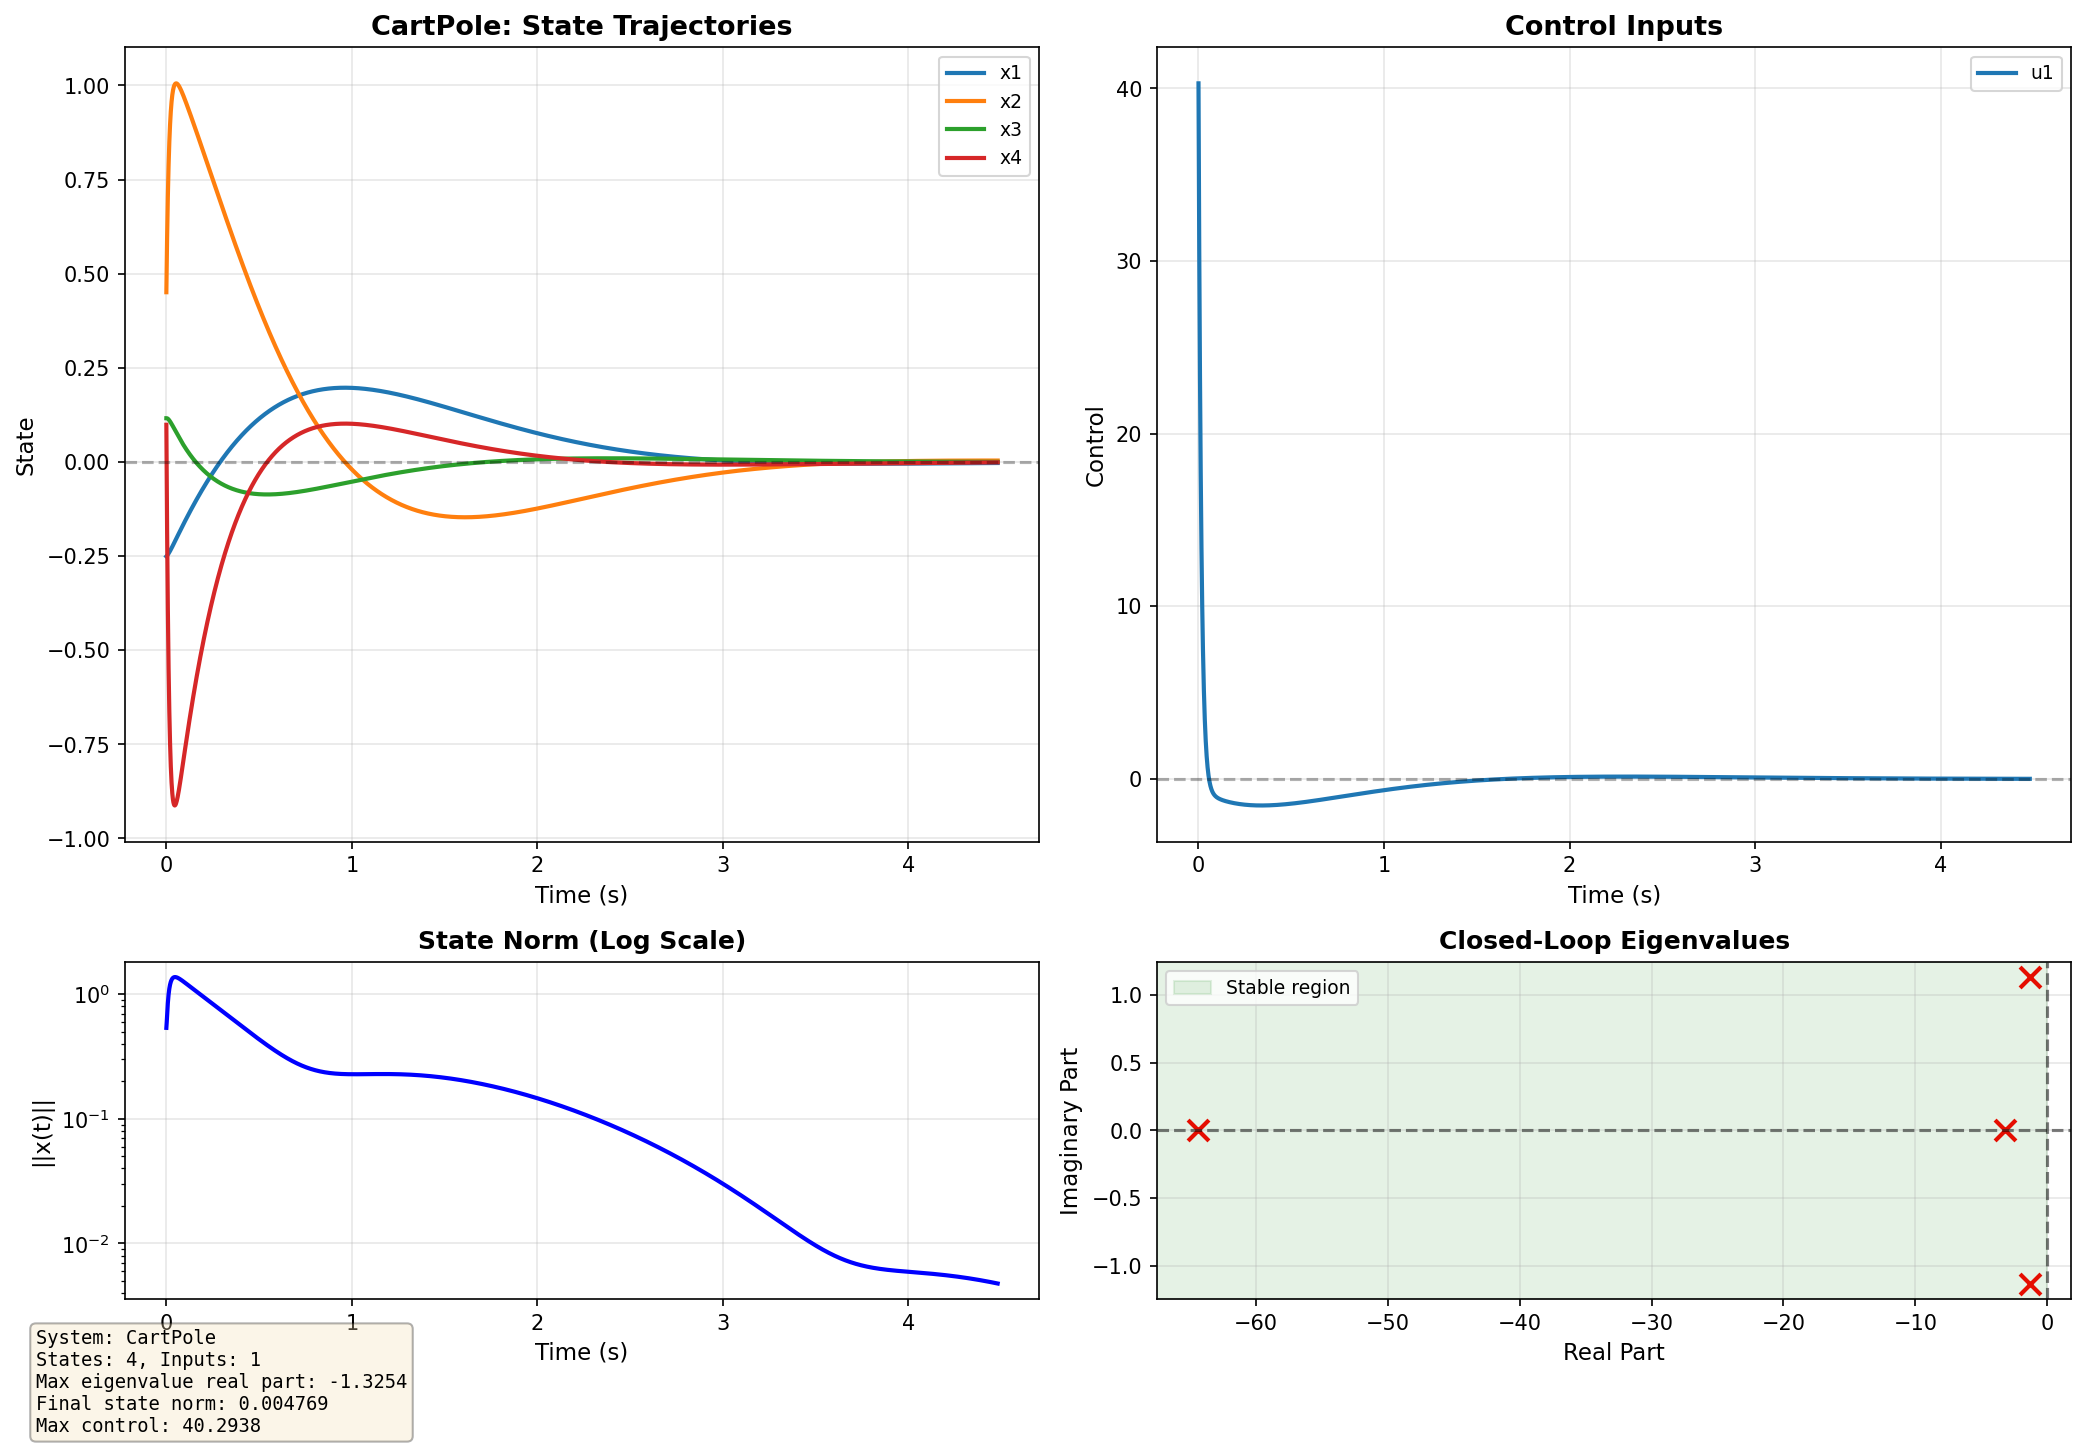 CartPole: State Trajectories
State
1.00
0.75
0.50
0.25
0.00
−0.25
−0.50
−0.75
−1.00
0 1 2 3 4
Time (s)
x1
x2
x3
x4
Control Inputs
Control
40
30
20
10
0
0 1 2 3 4
Time (s)
u1
State Norm (Log Scale)
||x(t)||
10⁰
10⁻¹
10⁻²
0 1 2 3 4
Time (s)
Closed-Loop Eigenvalues
Stable region
Imaginary Part
1.0
0.5
0.0
−0.5
−1.0
−60 −50 −40 −30 −20 −10 0
Real Part
System: CartPole
States: 4, Inputs: 1
Max eigenvalue real part: -1.3254
Final state norm: 0.004769
Max control: 40.2938